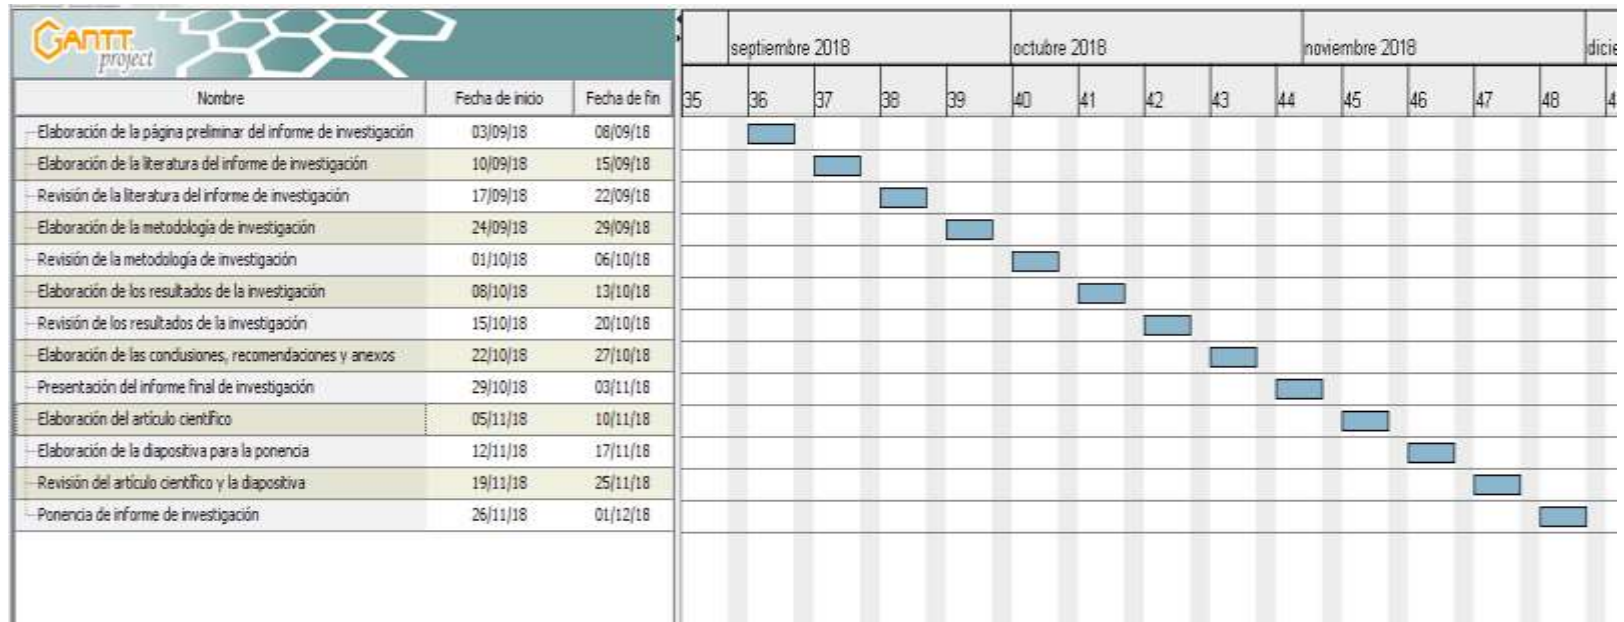 GANTT
project
septiembre 2018 octubre 2018 noviembre 2018 dicie
Nombre Fecha de inicio Fecha de fin 35 36 37 38 39 40 41 42 43 44 45 46 47 48 4
Elaboración de la página preliminar del informe de investigación 03/09/18 08/09/18
Elaboración de la literatura del informe de investigación 10/09/18 15/09/18
Revisión de la literatura del informe de investigación 17/09/18 22/09/18
Elaboración de la metodología de investigación 24/09/18 29/09/18
Revisión de la metodología de investigación 01/10/18 06/10/18
Elaboración de los resultados de la investigación 08/10/18 13/10/18
Revisión de los resultados de la investigación 15/10/18 20/10/18
Elaboración de las conclusiones, recomendaciones y anexos 22/10/18 27/10/18
Presentación del informe final de investigación 29/10/18 03/11/18
Elaboración del artículo científico 05/11/18 10/11/18
Elaboración de la diapositiva para la ponencia 12/11/18 17/11/18
Revisión del artículo científico y la diapositiva 19/11/18 25/11/18
Ponencia de informe de investigación 26/11/18 01/12/18